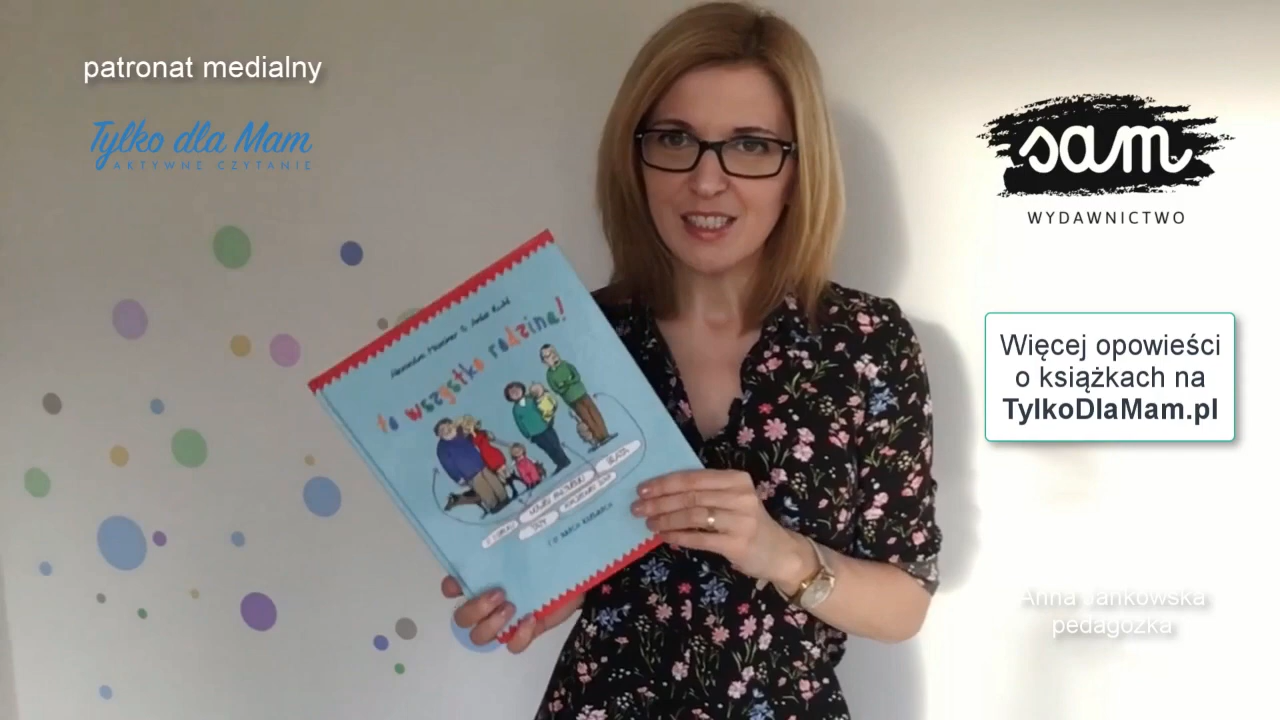 patronat medialny
Tylko dla Mam
AKTYWNE CZYTANIE
sam
WYDAWNICTWO
Więcej opowieści
o książkach na
TylkoDlaMam.pl
to wszystko rodzina!
Anna Jankowska
pedagożka